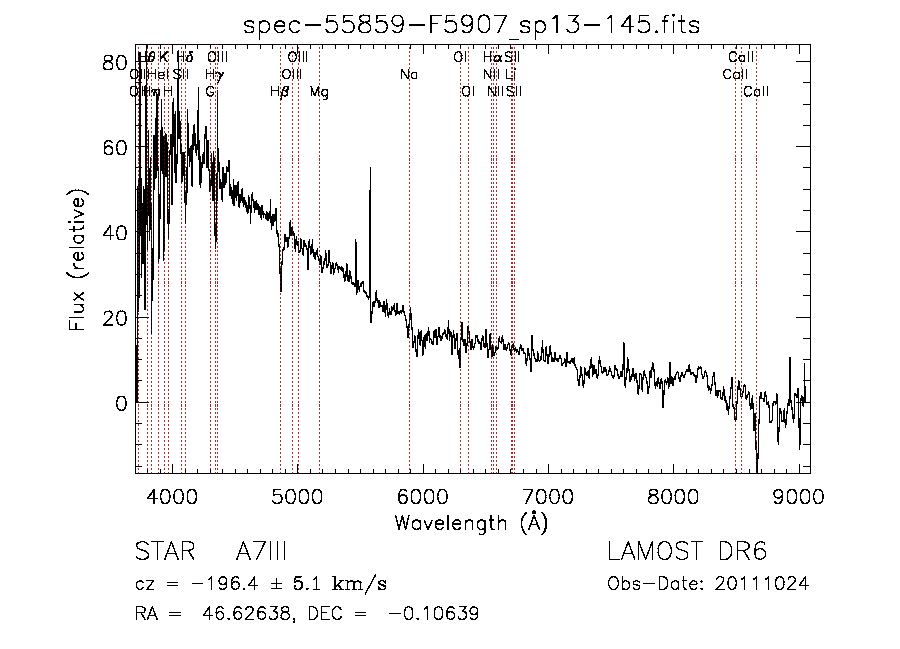 spec-55859-F5907_sp13-145.fits
Hθ K Hδ OIII OIII OI Hα SII CaII
OII HeI SII Hγ OIII Na NII Li CaII
OII Hη H G Hβ Mg OI NII SII CaII
80
60
40
20
0
Flux (relative)
4000 5000 6000 7000 8000 9000
Wavelength (Å)
STAR A7III LAMOST DR6
cz = -196.4 ± 5.1 km/s Obs-Date: 20111024
RA = 46.62638, DEC = -0.10639